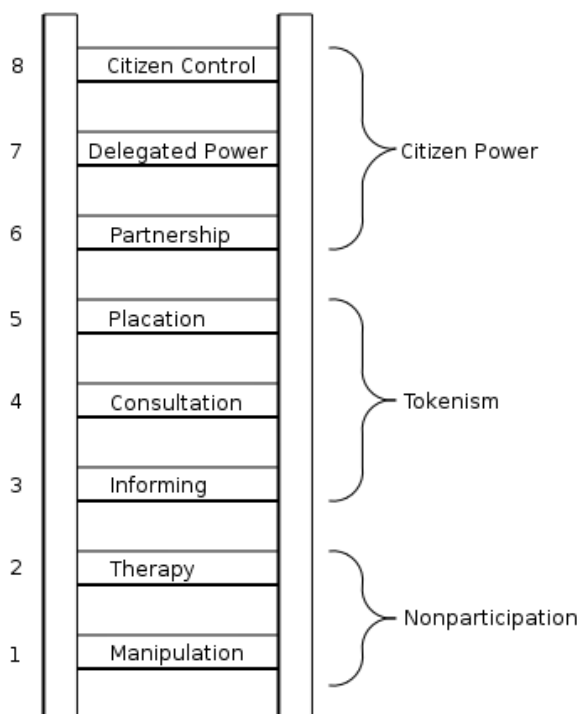 8 Citizen Control
7 Delegated Power Citizen Power
6 Partnership
5 Placation
4 Consultation Tokenism
3 Informing
2 Therapy
Nonparticipation
1 Manipulation